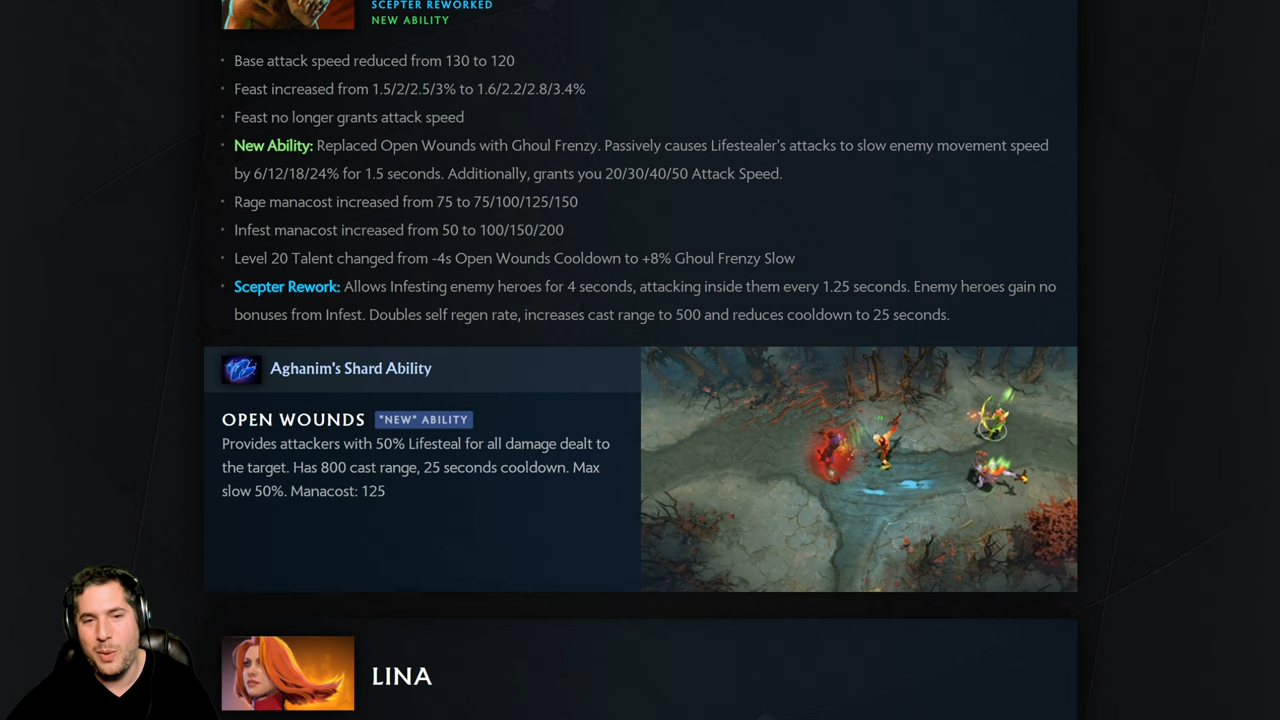 SCEPTER REWORKED
NEW ABILITY
• Base attack speed reduced from 130 to 120
• Feast increased from 1.5/2/2.5/3% to 1.6/2.2/2.8/3.4%
• Feast no longer grants attack speed
• New Ability: Replaced Open Wounds with Ghoul Frenzy. Passively causes Lifestealer's attacks to slow enemy movement speed
by 6/12/18/24% for 1.5 seconds. Additionally, grants you 20/30/40/50 Attack Speed.
• Rage manacost increased from 75 to 75/100/125/150
• Infest manacost increased from 50 to 100/150/200
• Level 20 Talent changed from -4s Open Wounds Cooldown to +8% Ghoul Frenzy Slow
• Scepter Rework: Allows Infesting enemy heroes for 4 seconds, attacking inside them every 1.25 seconds. Enemy heroes gain no
bonuses from Infest. Doubles self regen rate, increases cast range to 500 and reduces cooldown to 25 seconds.
Aghanim's Shard Ability
OPEN WOUNDS "NEW" ABILITY
Provides attackers with 50% Lifesteal for all damage dealt to
the target. Has 800 cast range, 25 seconds cooldown. Max
slow 50%. Manacost: 125
LINA